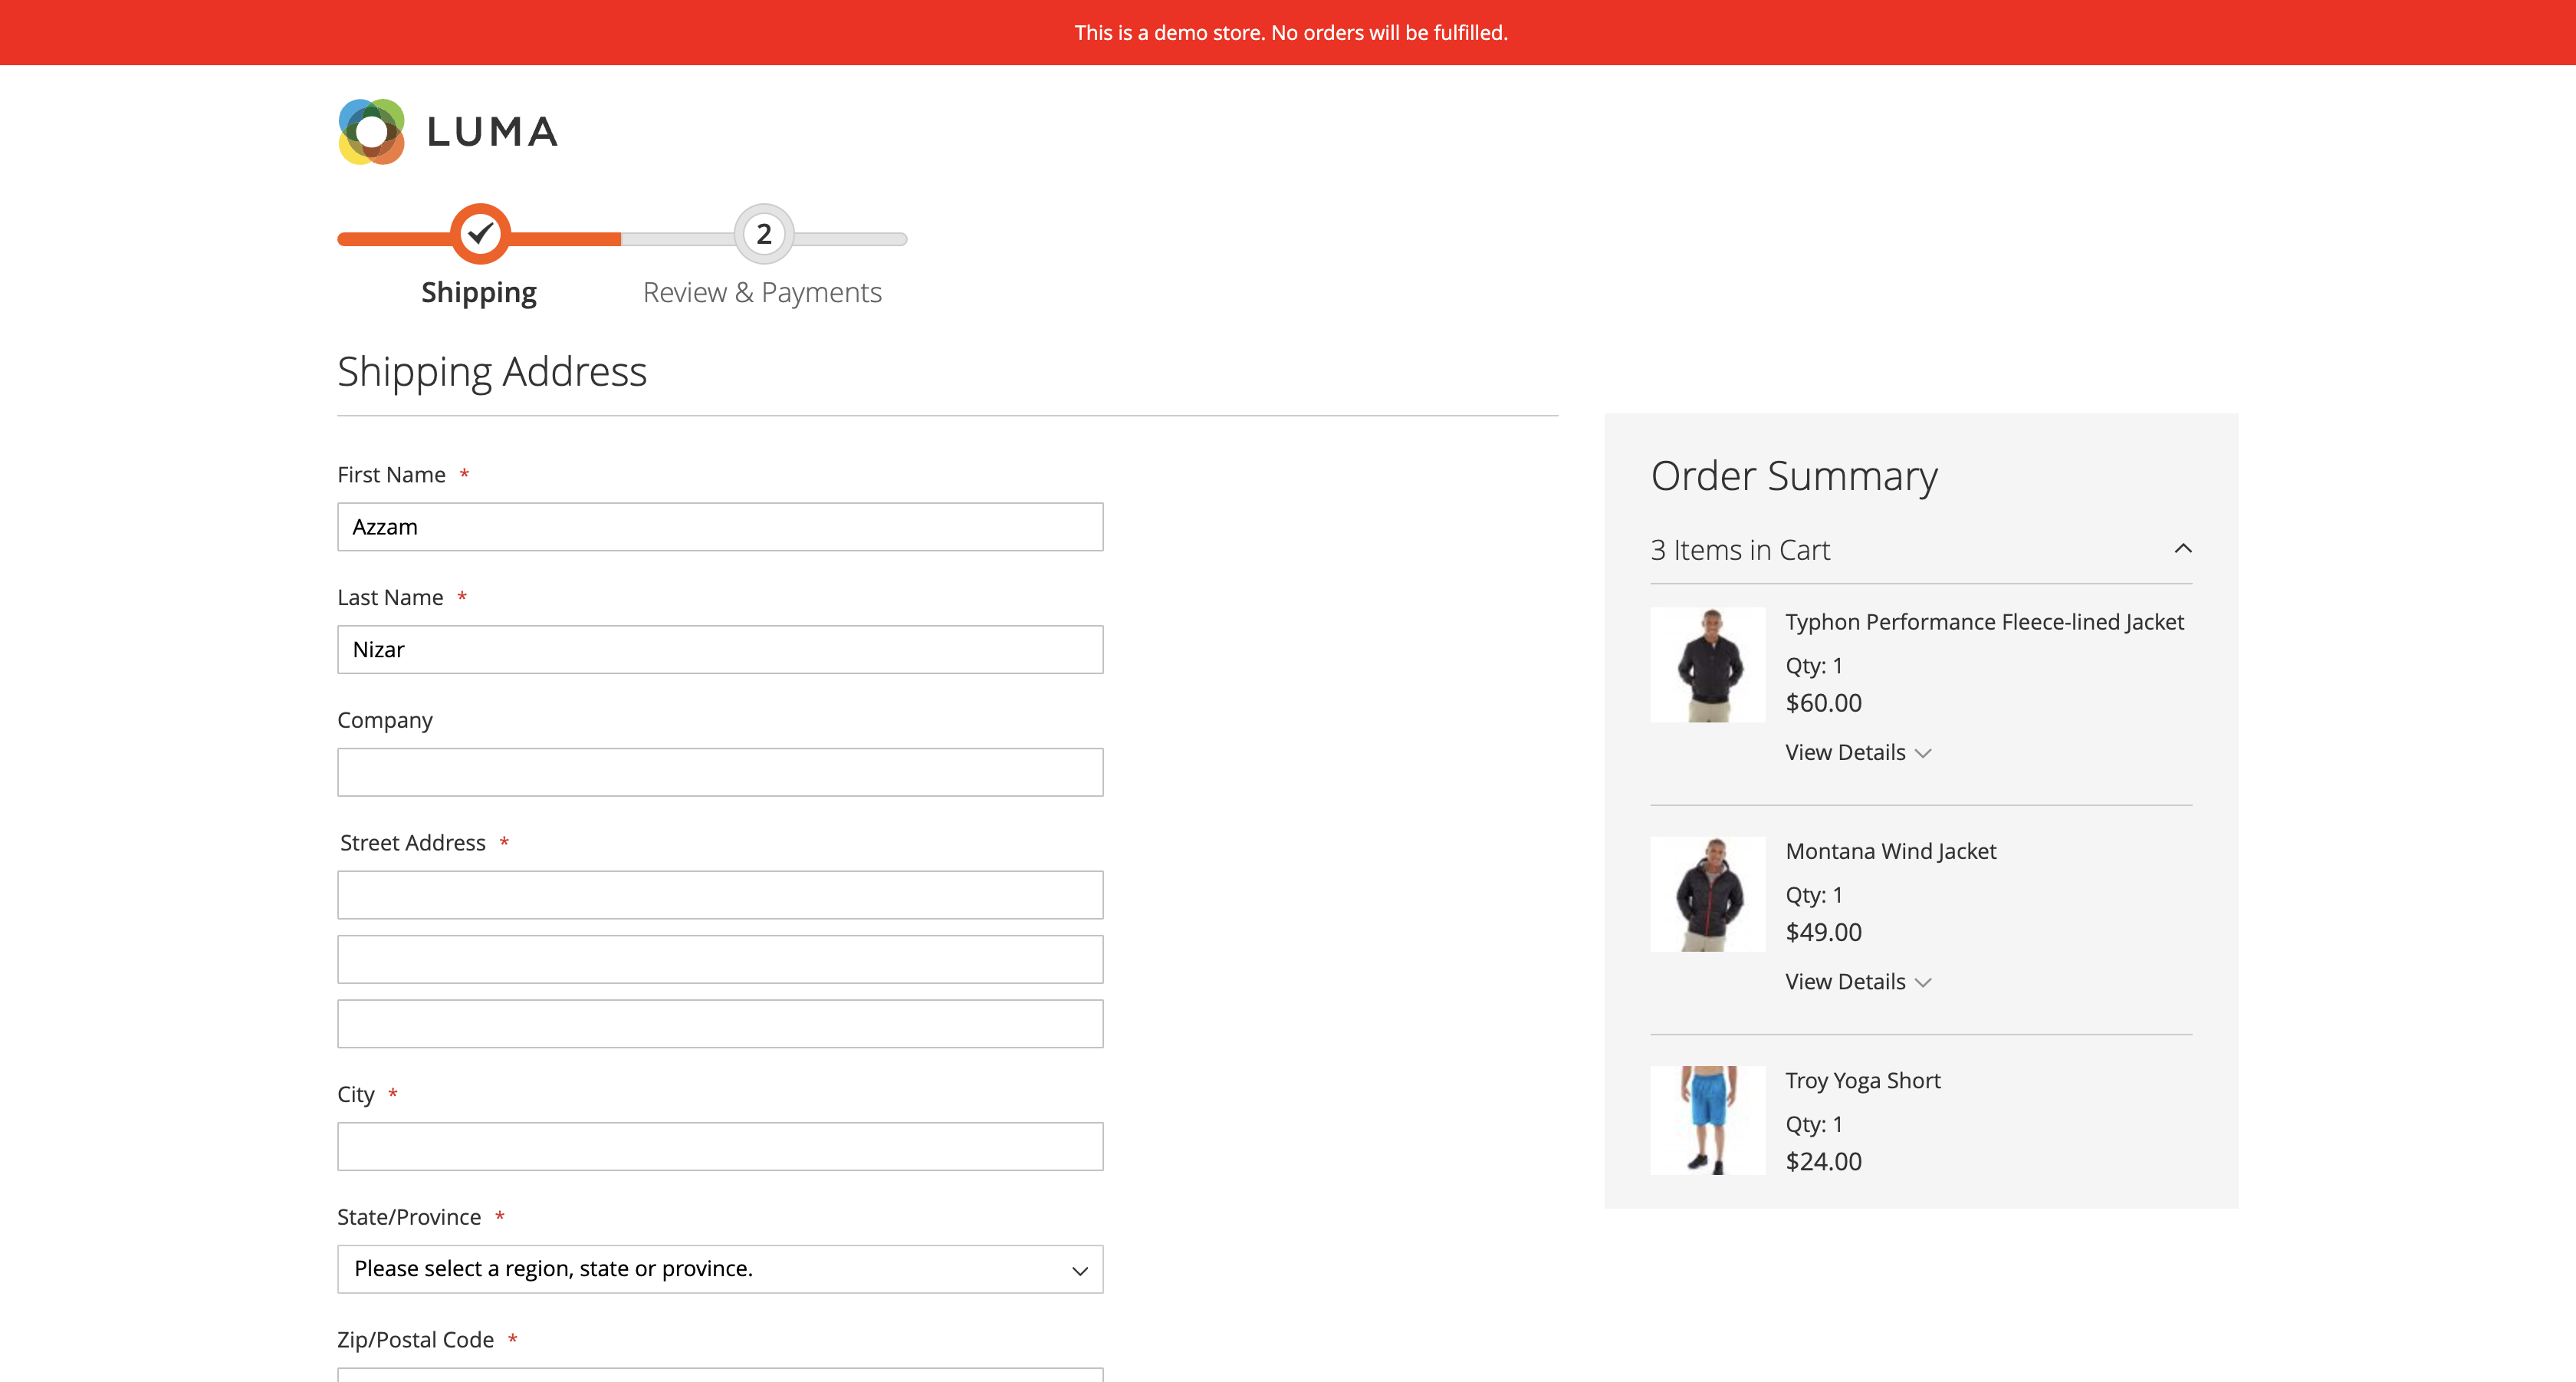 This is a demo store. No orders will be fulfilled.
LUMA
2
Shipping
Review & Payments
Shipping Address
First Name *
Azzam
Last Name *
Nizar
Company
Street Address *
City *
State/Province *
Please select a region, state or province.
Zip/Postal Code *
Order Summary
3 Items in Cart
Typhon Performance Fleece-lined Jacket
Qty: 1
$60.00
View Details
Montana Wind Jacket
Qty: 1
$49.00
View Details
Troy Yoga Short
Qty: 1
$24.00